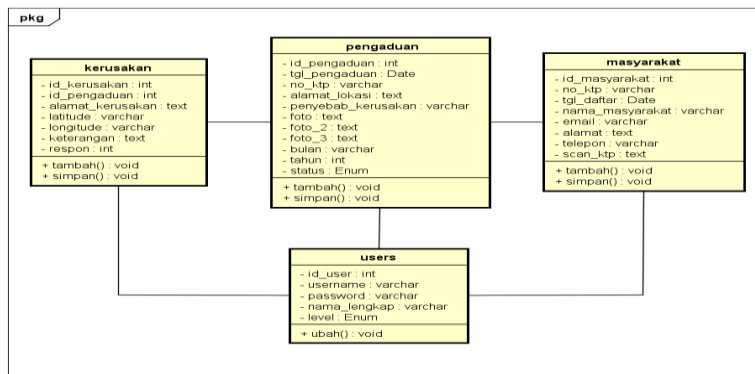 pkg
kerusakan
- id_kerusakan : int
- id_pengaduan : int
- alamat_kerusakan : text
- latitude : varchar
- longitude : varchar
- keterangan : text
- respon : int
+ tambah() : void
+ simpan() : void
pengaduan
- id_pengaduan : int
- tgl_pengaduan : Date
- no_ktp : varchar
- alamat_lokasi : text
- penyebab_kerusakan : varchar
- foto : text
- foto_2 : text
- foto_3 : text
- bulan : varchar
- tahun : int
- status : Enum
+ tambah() : void
+ simpan() : void
masyarakat
- id_masyarakat : int
- no_ktp : varchar
- tgl_daftar : Date
- nama_masyarakat : varchar
- email : varchar
- alamat : text
- telepon : varchar
- scan_ktp : text
+ tambah() : void
+ simpan() : void
users
- id_user : int
- username : varchar
- password : varchar
- nama_lengkap : varchar
- level : Enum
+ ubah() : void